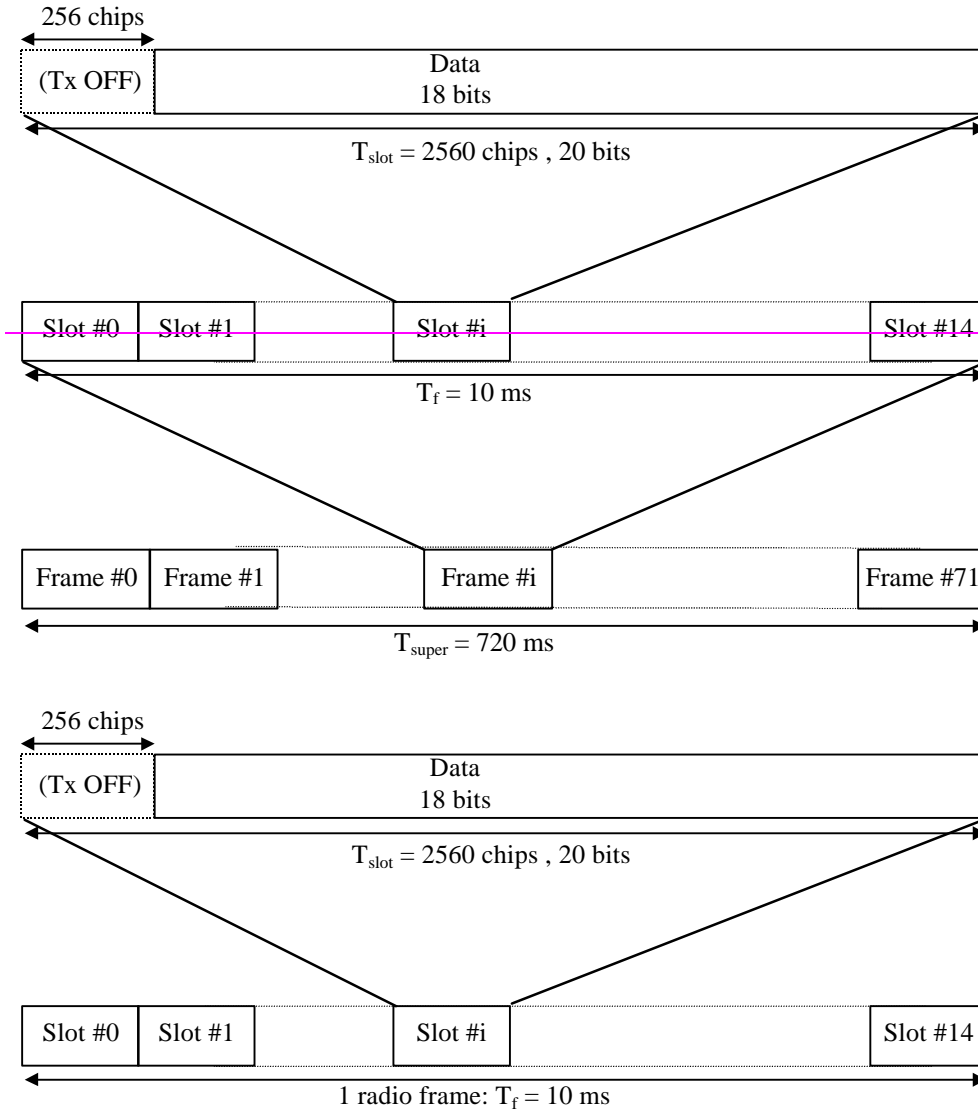 256 chips
(Tx OFF)
Data
18 bits
T_slot = 2560 chips , 20 bits
Slot #0 Slot #1 Slot #i Slot #14
T_f = 10 ms
Frame #0 Frame #1 Frame #i Frame #71
T_super = 720 ms
256 chips
(Tx OFF)
Data
18 bits
T_slot = 2560 chips , 20 bits
Slot #0 Slot #1 Slot #i Slot #14
1 radio frame: T_f = 10 ms